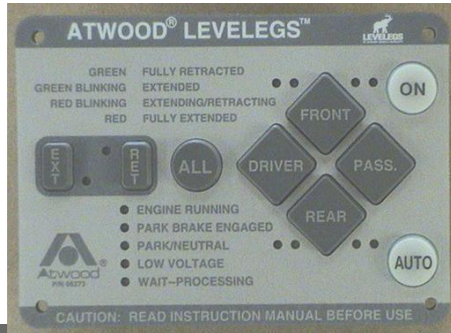 ATWOOD® LEVELEGS™
LEVELEGS
GREEN FULLY RETRACTED
GREEN BLINKING EXTENDED
RED BLINKING EXTENDING/RETRACTING
RED FULLY EXTENDED
ON
FRONT
EXT
RET
ALL
DRIVER
PASS.
REAR
ENGINE RUNNING
PARK BRAKE ENGAGED
PARK/NEUTRAL
LOW VOLTAGE
WAIT--PROCESSING
AUTO
Atwood
CAUTION: READ INSTRUCTION MANUAL BEFORE USE